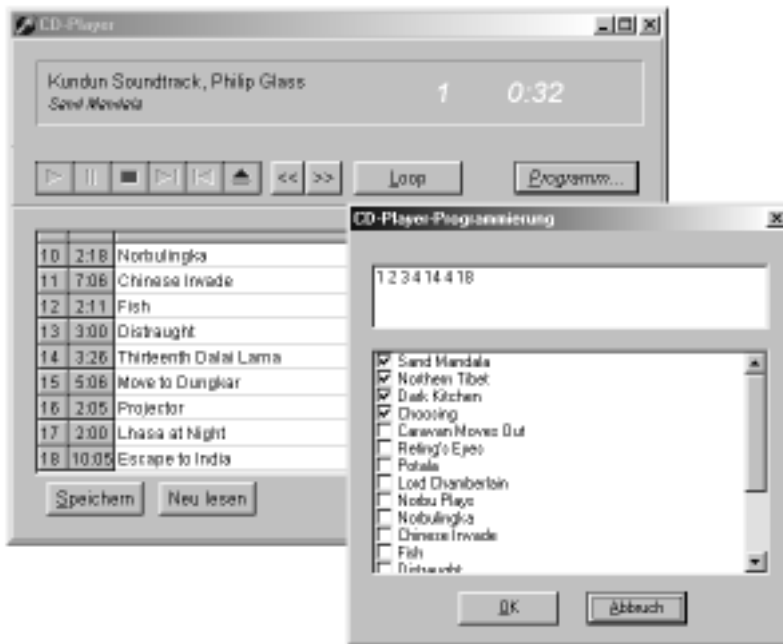 CD-Player
Kundun Soundtrack, Philip Glass
Sand Mandala
1 0:32
<< >> Loop Programm...
10 2:18 Norbulingka
11 7:06 Chinese Invade
12 2:11 Fish
13 3:00 Distraught
14 3:26 Thirteenth Dalai Lama
15 5:06 Move to Dungkar
16 2:05 Projector
17 2:00 Lhasa at Night
18 10:05 Escape to India
Speichern Neu lesen
CD-Player-Programmierung
1 2 3 4 14 4 18
Sand Mandala
Northern Tibet
Dark Kitchen
Choosing
Caravan Moves Out
Reting's Eyes
Potala
Lord Chamberlain
Norbu Plays
Norbulingka
Chinese Invade
Fish
Distraught
OK Abbruch